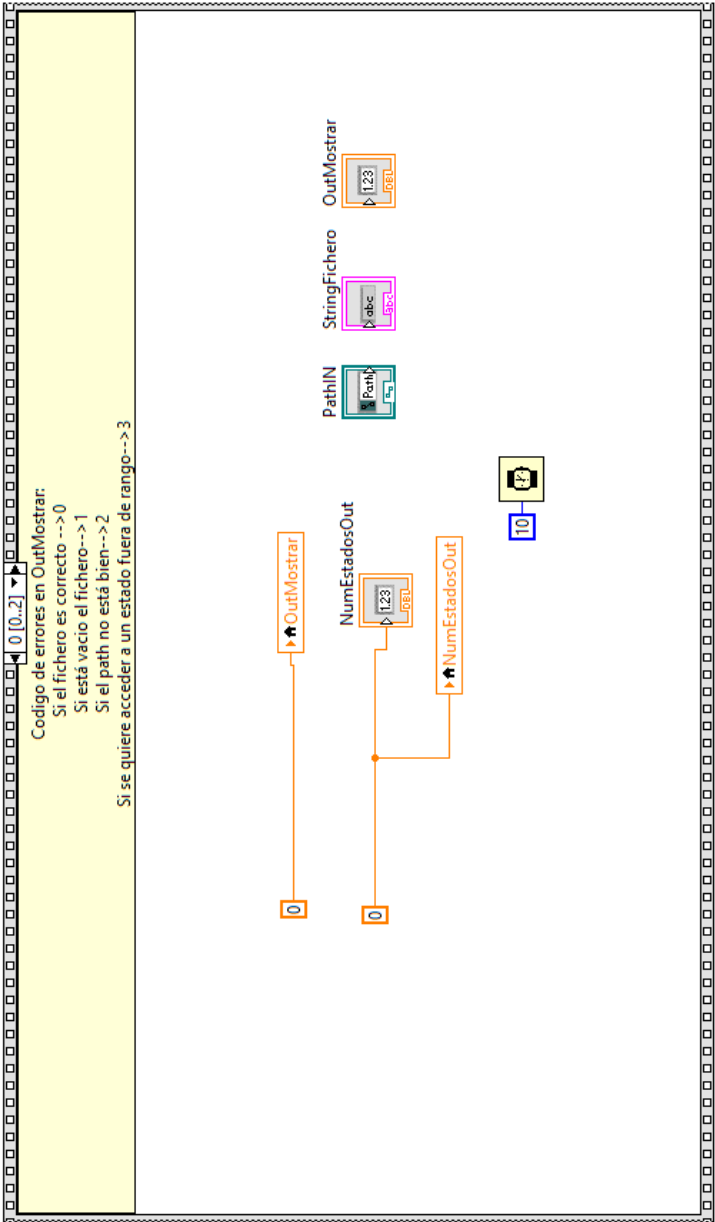 0 [0..2]
Codigo de errores en OutMostrar:
Si el fichero es correcto -->0
Si está vacio el fichero-->1
Si el path no está bien-->2
Si se quiere acceder a un estado fuera de rango-->3
0
OutMostrar
0
NumEstadosOut
1.23
DBL
NumEstadosOut
10
PathIN
Path
StringFichero
abc
abc
OutMostrar
1.23
DBL